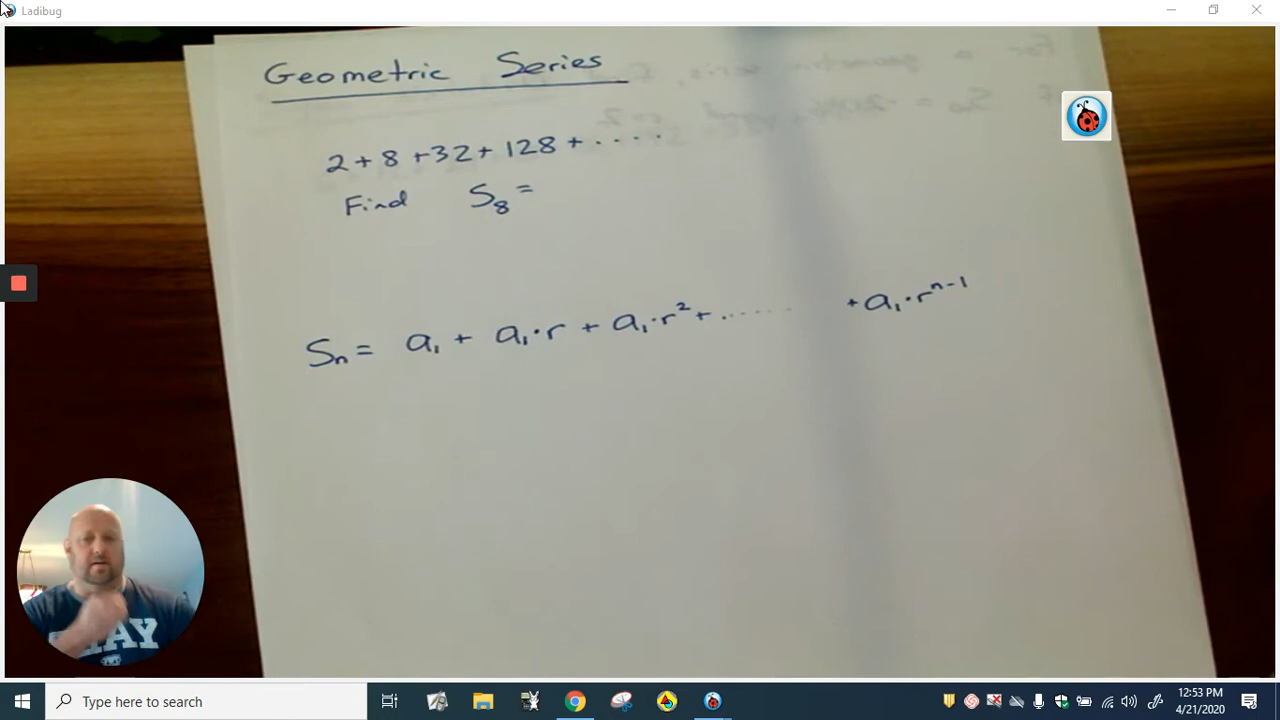 Ladibug
Geometric Series
2 + 8 + 32 + 128 + ....
Find S₈ =
Sₙ = a₁ + a₁·r + a₁·r² + ...... + a₁·rⁿ⁻¹
Type here to search
12:53 PM
4/21/2020